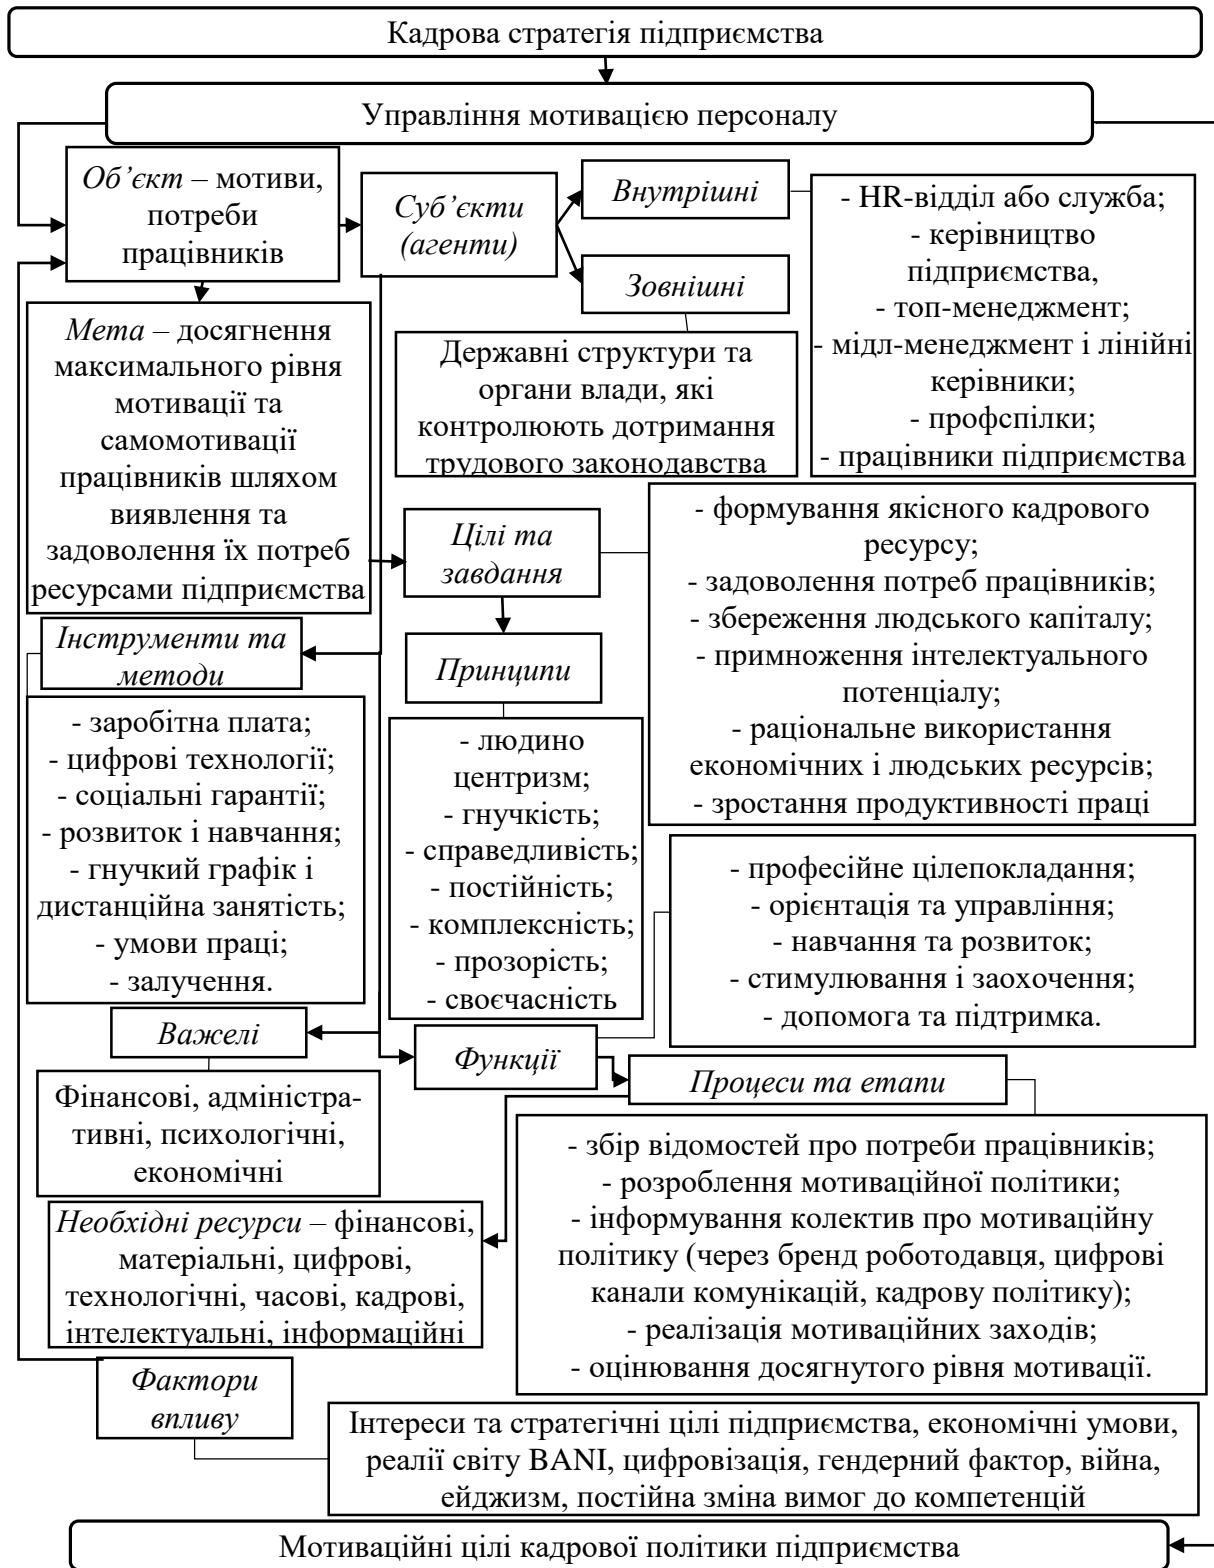 Кадрова стратегія підприємства
Управління мотивацією персоналу
Об’єкт – мотиви,
потреби
працівників
Суб’єкти
(агенти)
Внутрішні
Зовнішні
- HR-відділ або служба;
- керівництво
підприємства,
- топ-менеджмент;
- мідл-менеджмент і лінійні
керівники;
- профспілки;
- працівники підприємства
Державні структури та
органи влади, які
контролюють дотримання
трудового законодавства
Мета – досягнення
максимального рівня
мотивації та
самомотивації
працівників шляхом
виявлення та
задоволення їх потреб
ресурсами підприємства
Цілі та
завдання
- формування якісного кадрового
ресурсу;
- задоволення потреб працівників;
- збереження людського капіталу;
- примноження інтелектуального
потенціалу;
- раціональне використання
економічних і людських ресурсів;
- зростання продуктивності праці
Інструменти та
методи
- заробітна плата;
- цифрові технології;
- соціальні гарантії;
- розвиток і навчання;
- гнучкий графік і
дистанційна занятість;
- умови праці;
- залучення.
Принципи
- людино
центризм;
- гнучкість;
- справедливість;
- постійність;
- комплексність;
- прозорість;
- своєчасність
- професійне цілепокладання;
- орієнтація та управління;
- навчання та розвиток;
- стимулювання і заохочення;
- допомога та підтримка.
Важелі
Функції
Процеси та етапи
Фінансові, адміністра-
тивні, психологічні,
економічні
- збір відомостей про потреби працівників;
- розроблення мотиваційної політики;
- інформування колектив про мотиваційну
політику (через бренд роботодавця, цифрові
канали комунікацій, кадрову політику);
- реалізація мотиваційних заходів;
- оцінювання досягнутого рівня мотивації.
Необхідні ресурси – фінансові,
матеріальні, цифрові,
технологічні, часові, кадрові,
інтелектуальні, інформаційні
Фактори
впливу
Інтереси та стратегічні цілі підприємства, економічні умови,
реалії світу BANI, цифровізація, гендерний фактор, війна,
ейджизм, постійна зміна вимог до компетенцій
Мотиваційні цілі кадрової політики підприємства